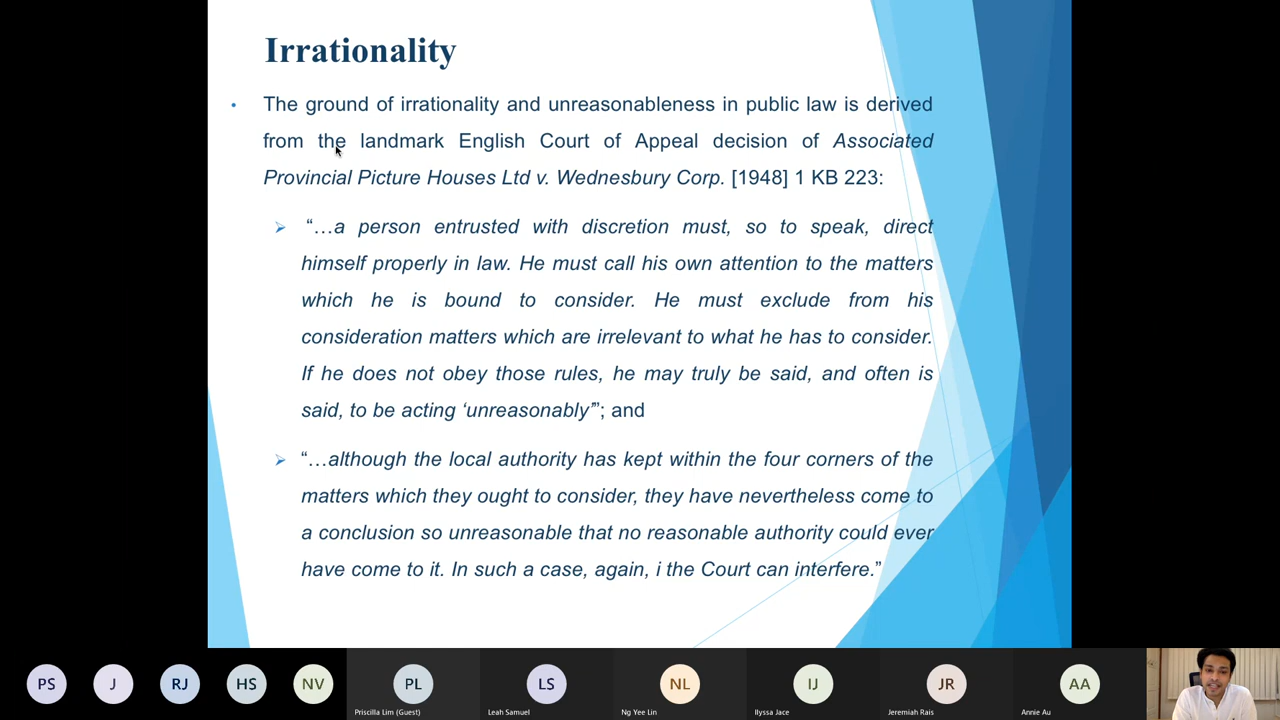 Irrationality
• The ground of irrationality and unreasonableness in public law is derived
from the landmark English Court of Appeal decision of Associated
Provincial Picture Houses Ltd v. Wednesbury Corp. [1948] 1 KB 223:
➢ “…a person entrusted with discretion must, so to speak, direct
himself properly in law. He must call his own attention to the matters
which he is bound to consider. He must exclude from his
consideration matters which are irrelevant to what he has to consider.
If he does not obey those rules, he may truly be said, and often is
said, to be acting ‘unreasonably’”; and
➢ “…although the local authority has kept within the four corners of the
matters which they ought to consider, they have nevertheless come to
a conclusion so unreasonable that no reasonable authority could ever
have come to it. In such a case, again, i the Court can interfere.”
PS J RJ HS NV PL LS NL IJ JR AA
Priscilla Lim (Guest) Leah Samuel Ng Yee Lin Ilyssa Jace Jeremiah Rais Annie Au